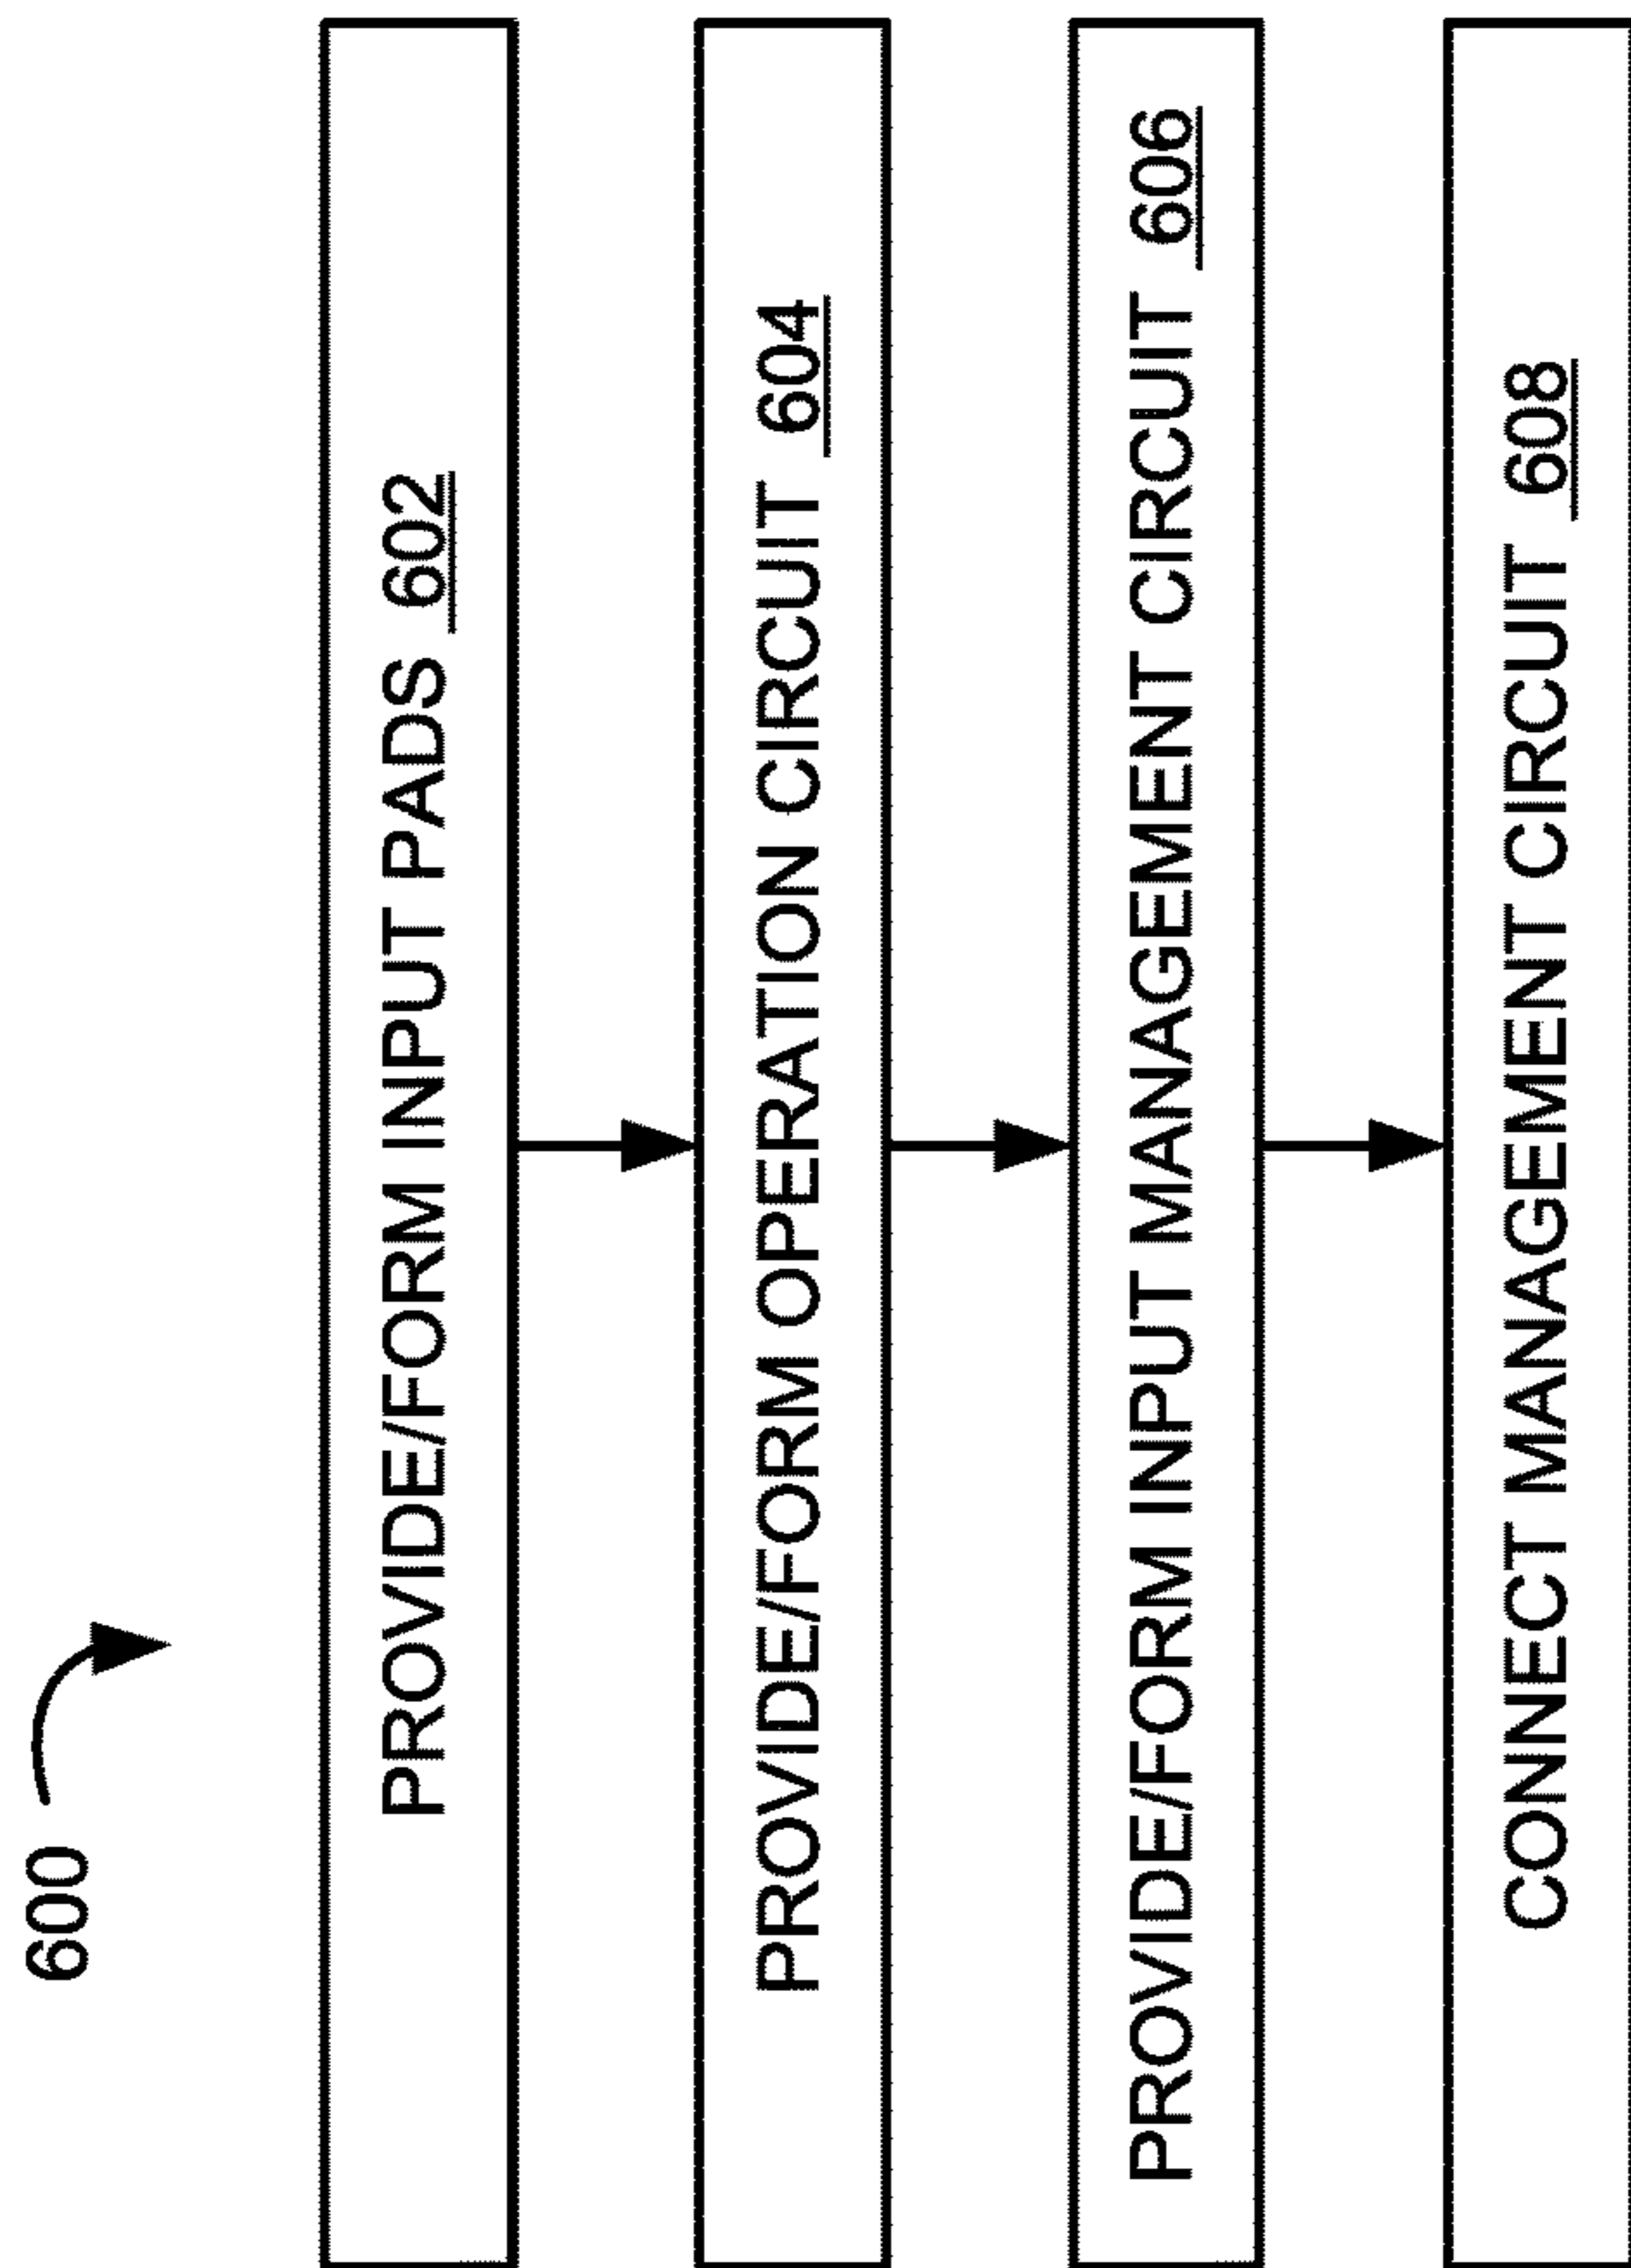 600
PROVIDE/FORM INPUT PADS 602
PROVIDE/FORM OPERATION CIRCUIT 604
PROVIDE/FORM INPUT MANAGEMENT CIRCUIT 606
CONNECT MANAGEMENT CIRCUIT 608